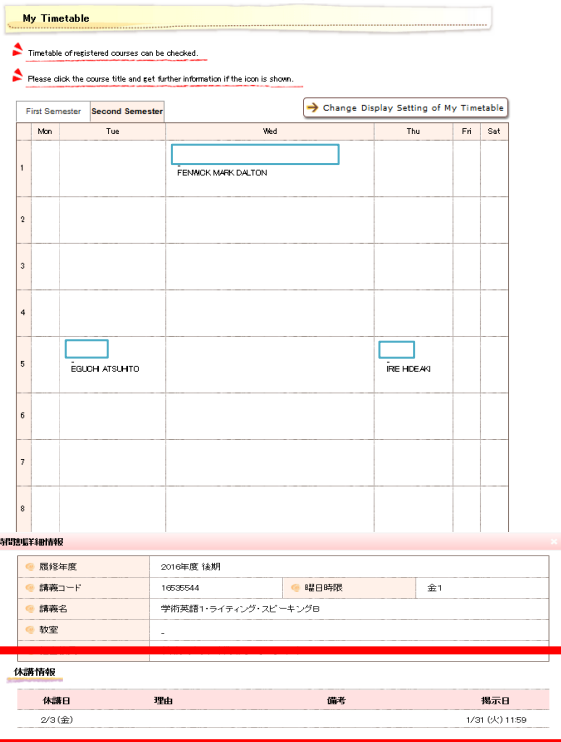 My Timetable
Timetable of registered courses can be checked.
Please click the course title and get further information if the icon is shown.
First Semester Second Semester
Change Display Setting of My Timetable
Mon Tue Wed Thu Fri Sat
1
FENWICK MARK DALTON
2
3
4
5
EGUCHI ATSUHITO IRIE HIDEAKI
6
7
8
時間割詳細情報
履修年度 2016年度 後期
講義コード 16535544 曜日時限 金1
講義名 学術英語1・ライティング・スピーキングB
教室 -
休講情報
休講日 理由 備考 掲示日
2/3 (金) 1/31 (火) 11:59